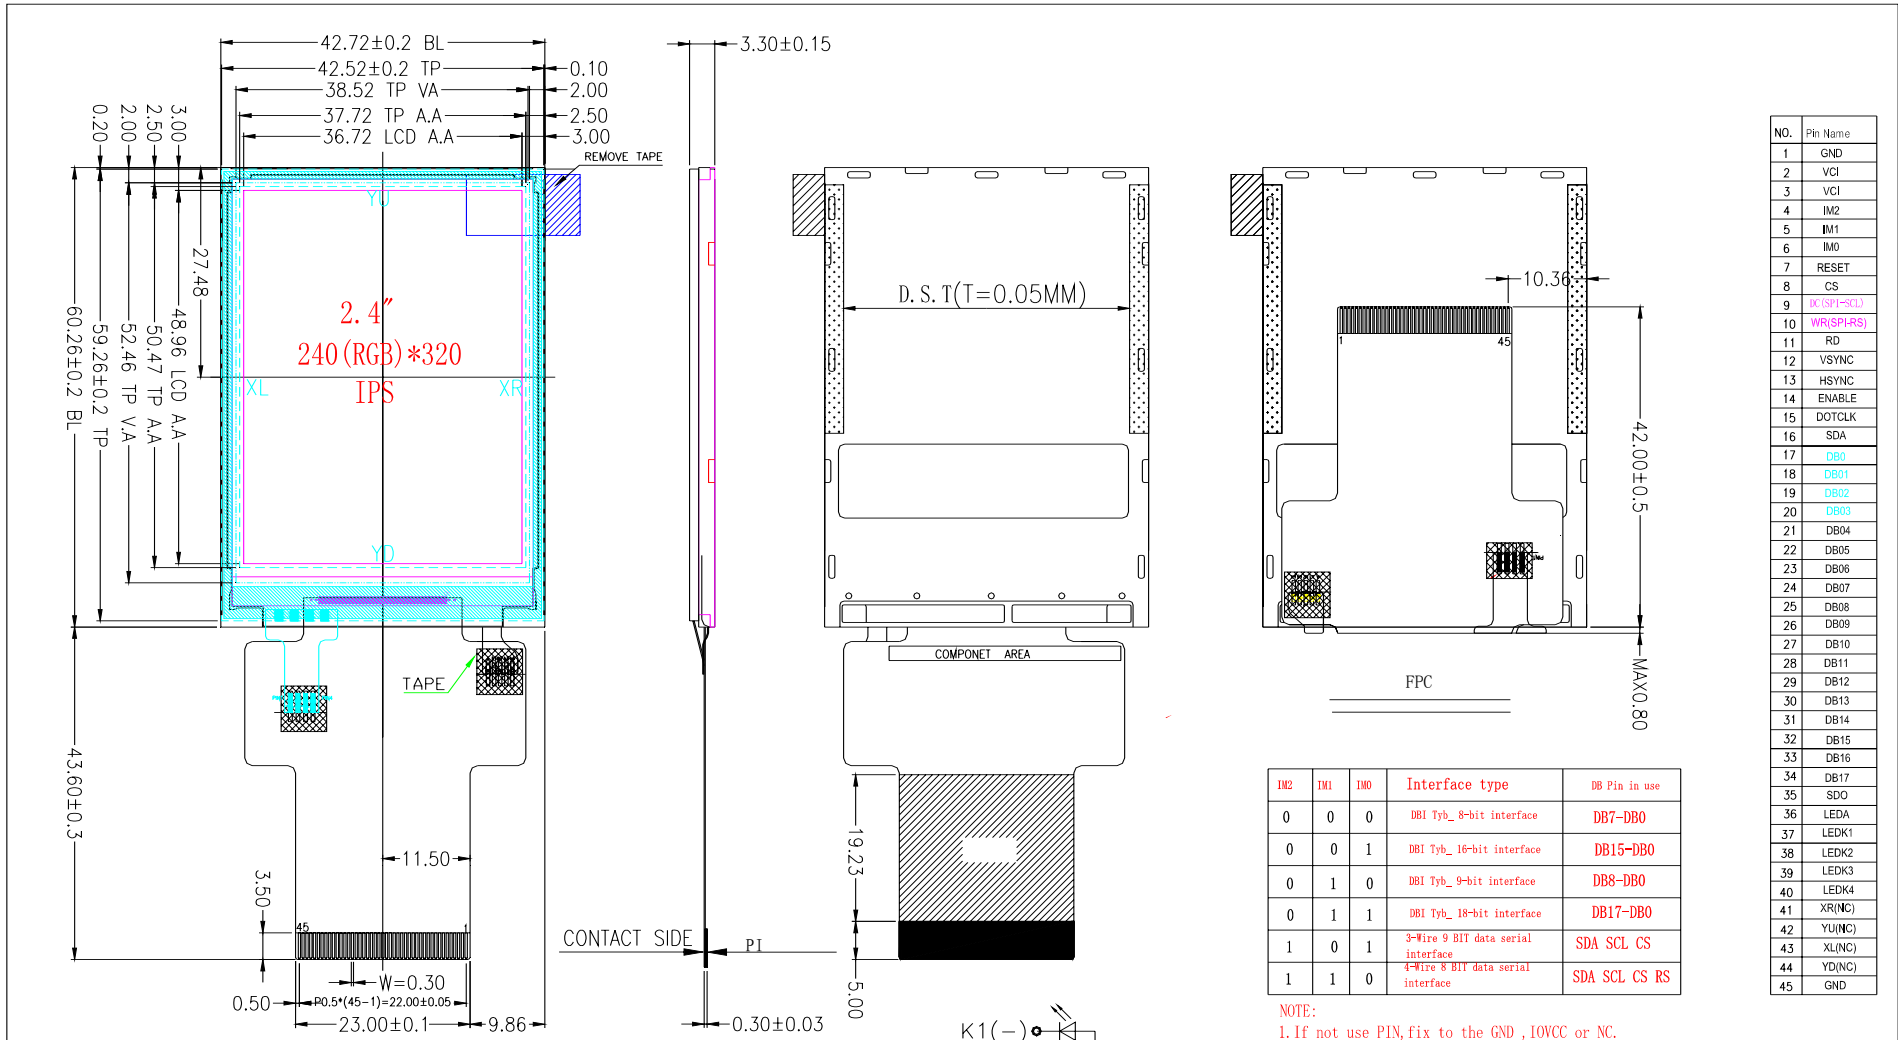 42.72±0.2 BL
42.52±0.2 TP
0.10
38.52 TP VA
2.00
37.72 TP A.A
2.50
36.72 LCD A.A
3.00
REMOVE TAPE
0.20
2.00
2.50
3.00
27.48
60.26±0.2 BL
59.26±0.2 TP
52.46 TP V.A
50.47 TP A.A
48.96 LCD A.A
YU
2.4"
240(RGB)*320
IPS
XL
XR
YD
TAPE
43.60±0.3
11.50
3.50
45
1
W=0.30
0.50
P0.5*(45-1)=22.00±0.05
23.00±0.1
9.86
3.30±0.15
CONTACT SIDE
PI
0.30±0.03
D.S.T(T=0.05MM)
COMPONET AREA
19.23
5.00
K1(-)
10.36
1
45
42.00±0.5
MAX0.80
FPC
IM2 IM1 IM0 Interface type DB Pin in use
0 0 0 DBI Tyb_ 8-bit interface DB7-DB0
0 0 1 DBI Tyb_ 16-bit interface DB15-DB0
0 1 0 DBI Tyb_ 9-bit interface DB8-DB0
0 1 1 DBI Tyb_ 18-bit interface DB17-DB0
1 0 1 3-Wire 9 BIT data serial interface SDA SCL CS
1 1 0 4-Wire 8 BIT data serial interface SDA SCL CS RS
NOTE:
1.If not use PIN,fix to the GND ,IOVCC or NC.
NO. Pin Name
1 GND
2 VCI
3 VCI
4 IM2
5 IM1
6 IM0
7 RESET
8 CS
9 DC(SPI-SCL)
10 WR(SPI-RS)
11 RD
12 VSYNC
13 HSYNC
14 ENABLE
15 DOTCLK
16 SDA
17 DB0
18 DB01
19 DB02
20 DB03
21 DB04
22 DB05
23 DB06
24 DB07
25 DB08
26 DB09
27 DB10
28 DB11
29 DB12
30 DB13
31 DB14
32 DB15
33 DB16
34 DB17
35 SDO
36 LEDA
37 LEDK1
38 LEDK2
39 LEDK3
40 LEDK4
41 XR(NC)
42 YU(NC)
43 XL(NC)
44 YD(NC)
45 GND